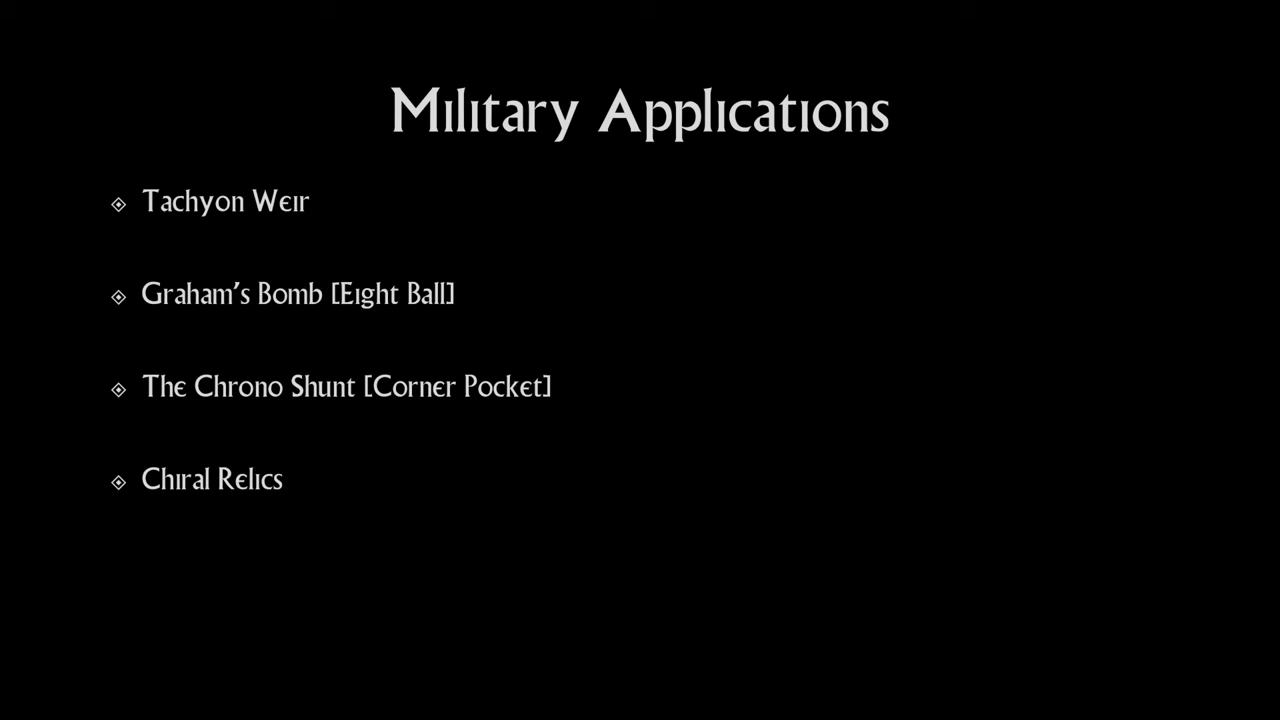 Military Applications
Tachyon Weir
Graham's Bomb [Eight Ball]
The Chrono Shunt [Corner Pocket]
Chiral Relics